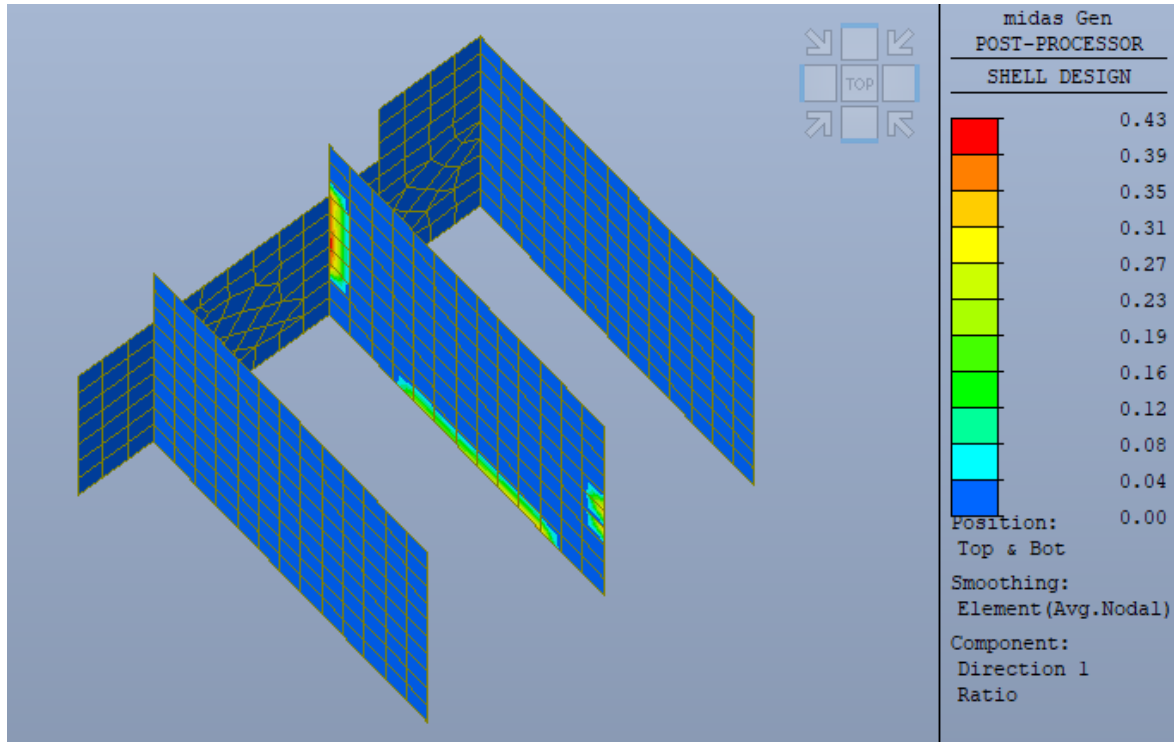 midas Gen
POST-PROCESSOR
SHELL DESIGN
TOP
0.43
0.39
0.35
0.31
0.27
0.23
0.19
0.16
0.12
0.08
0.04
0.00
Position:
Top & Bot
Smoothing:
Element(Avg.Nodal)
Component:
Direction 1
Ratio